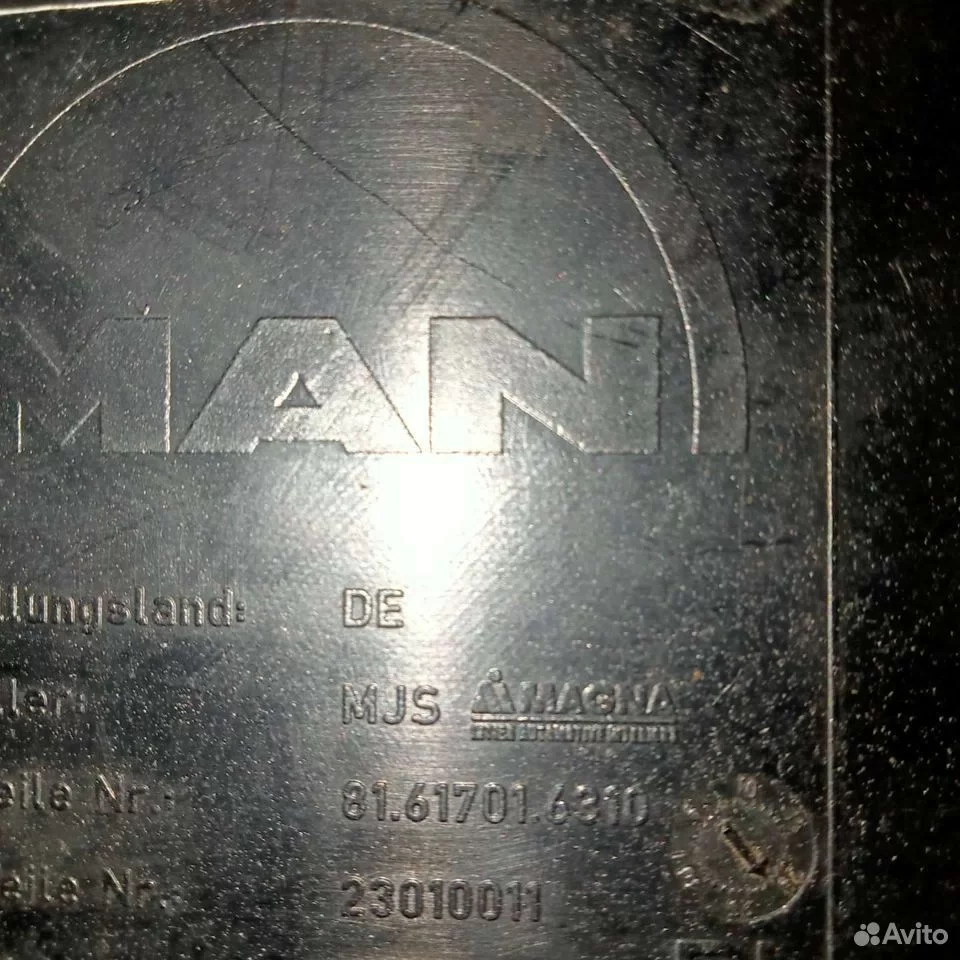 MAN
llungsland: DE
ller: MJS MAGNA
eile Nr.: 81.61701.6310
eile Nr.: 23010011
Avito